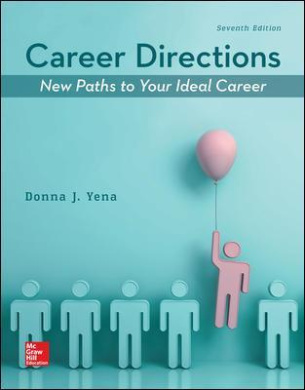 Seventh Edition
Career Directions
New Paths to Your Ideal Career
Donna J. Yena
Mc
Graw
Hill
Education